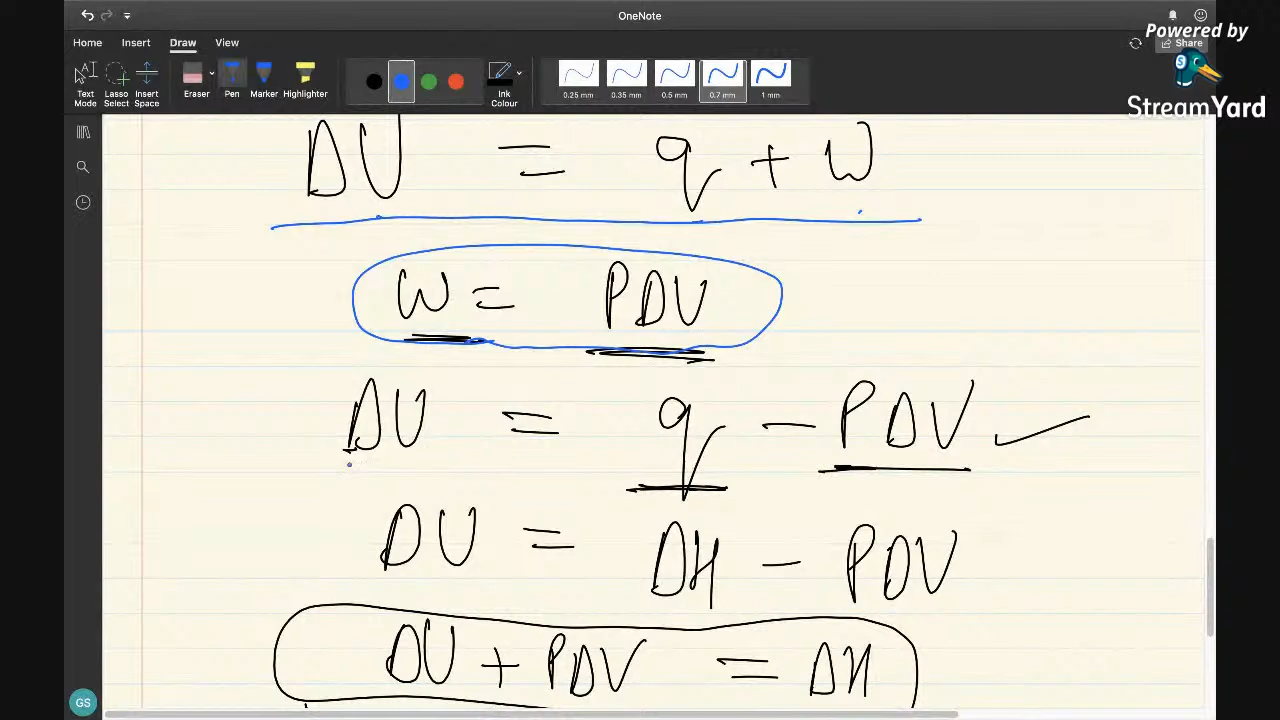 OneNote
Powered by
StreamYard
Home Insert Draw View
Share
Text Mode
Lasso Select
Insert Space
Eraser
Pen
Marker
Highlighter
Ink Colour
0.25 mm
0.35 mm
0.5 mm
0.7 mm
1 mm
ΔU = q + W
W = PΔV
ΔU = q - PΔV ✓
ΔU = ΔH - PΔV
ΔU + PΔV = ΔH
GS